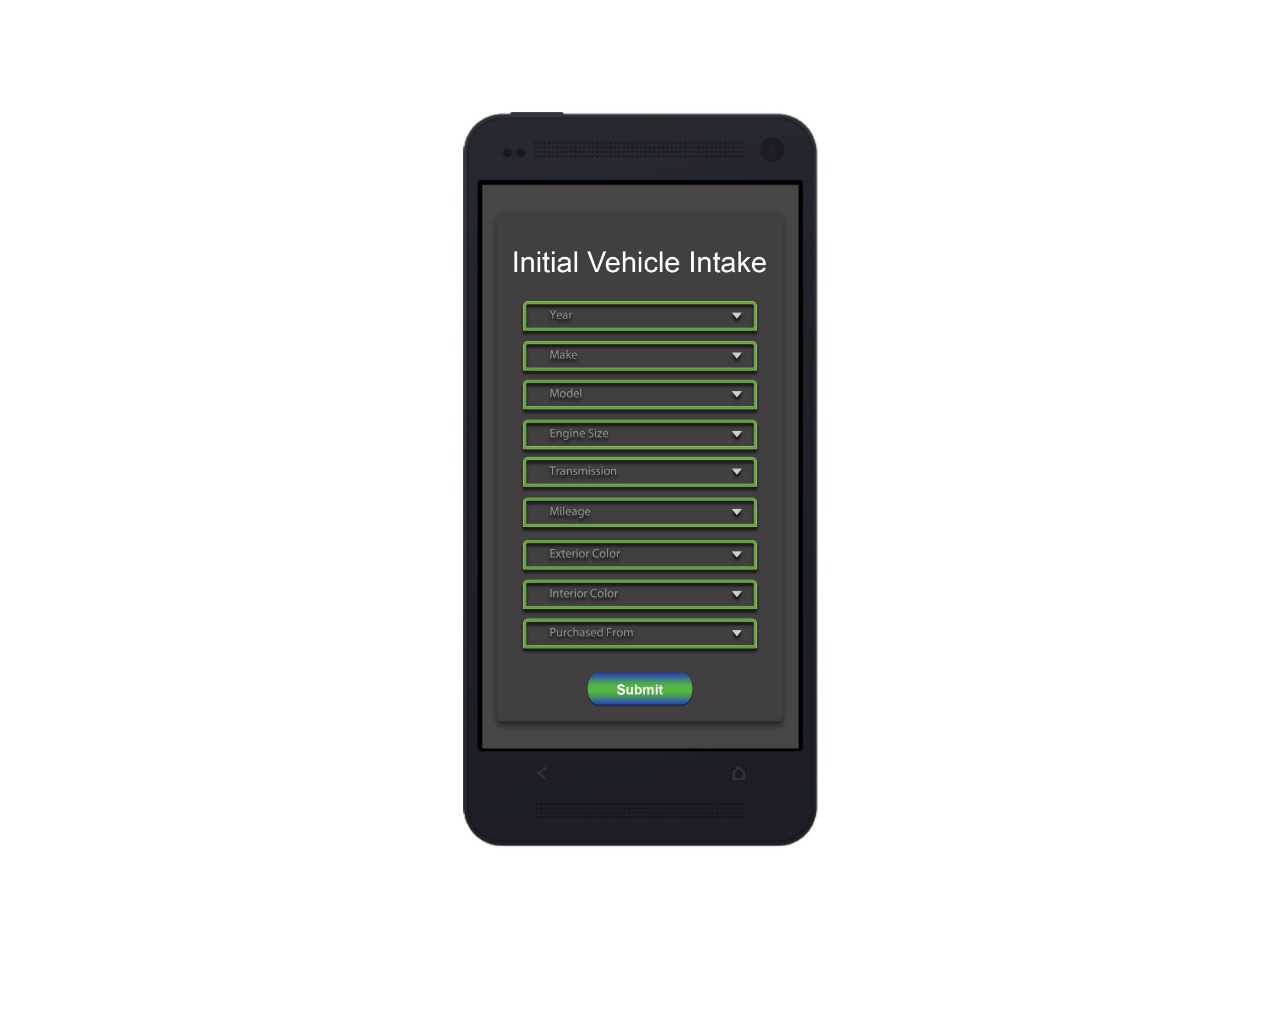 Initial Vehicle Intake
Year
Make
Model
Engine Size
Transmission
Mileage
Exterior Color
Interior Color
Purchased From
Submit